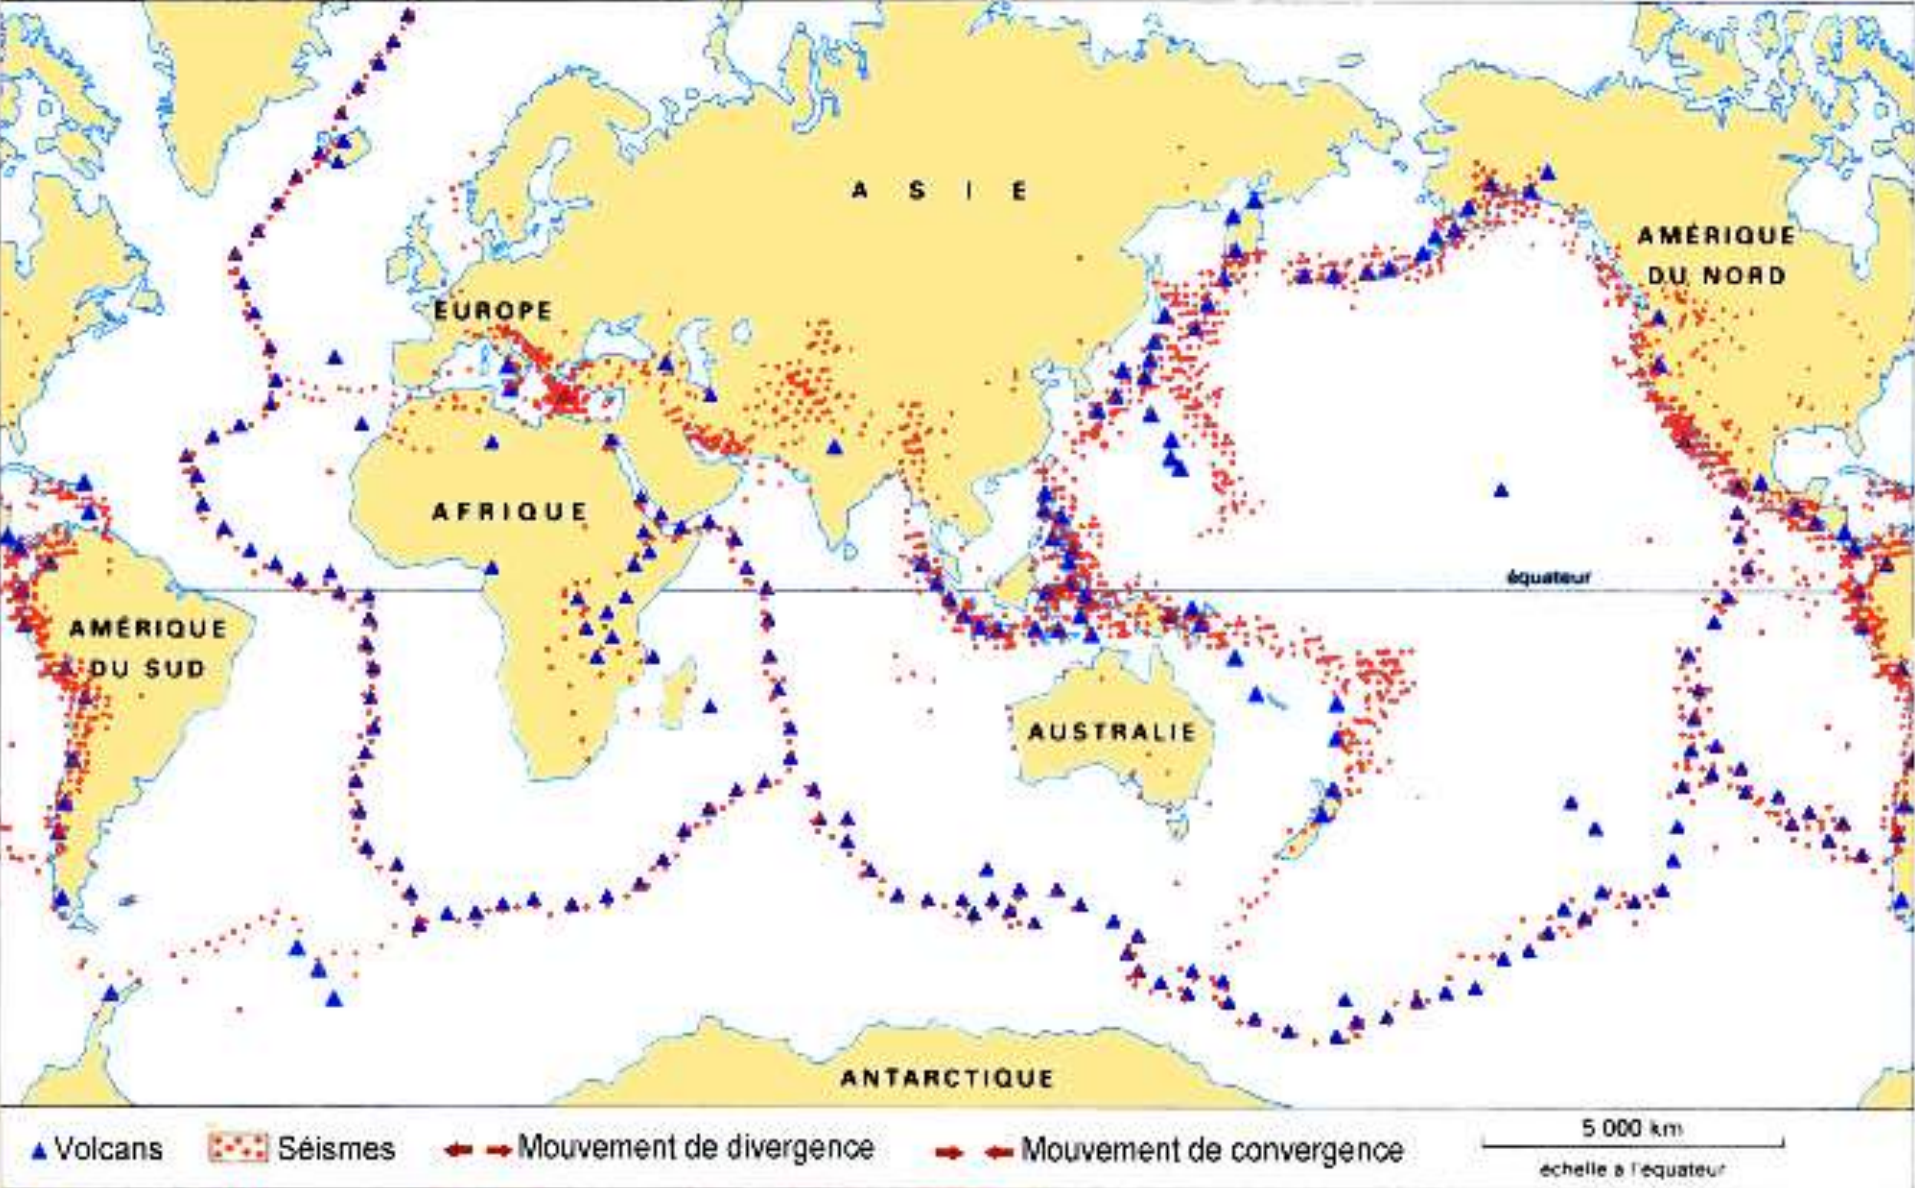 ASIE
AMÉRIQUE
DU NORD
EUROPE
AFRIQUE
équateur
AMÉRIQUE
DU SUD
AUSTRALIE
ANTARCTIQUE
Volcans
Séismes
Mouvement de divergence
Mouvement de convergence
5 000 km
échelle à l'équateur